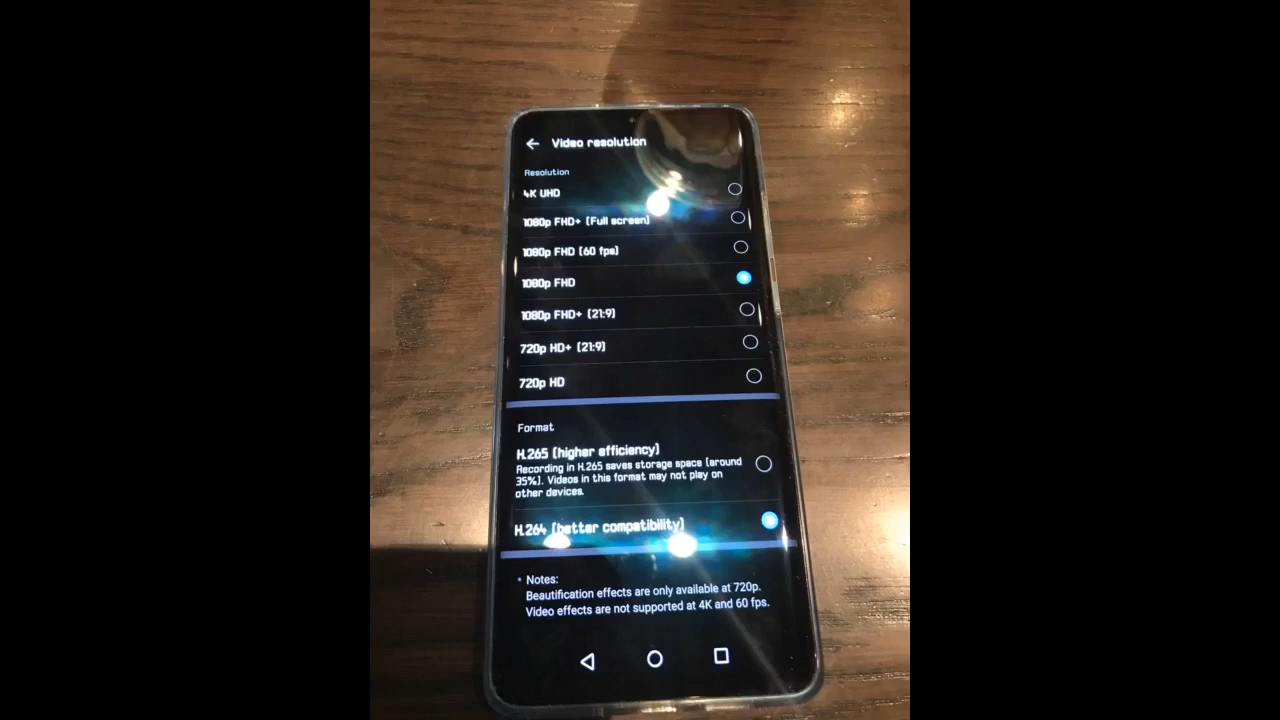 Video resolution
Resolution
4K UHD
1080p FHD+ [Full screen]
1080p FHD [60 fps]
1080p FHD
1080p FHD+ [21:9]
720p HD+ [21:9]
720p HD
Format
H.265 [higher efficiency]
Recording in H.265 saves storage space [around
35%]. Videos in this format may not play on
other devices.
H.264 [better compatibility]
* Notes:
Beautification effects are only available at 720p.
Video effects are not supported at 4K and 60 fps.